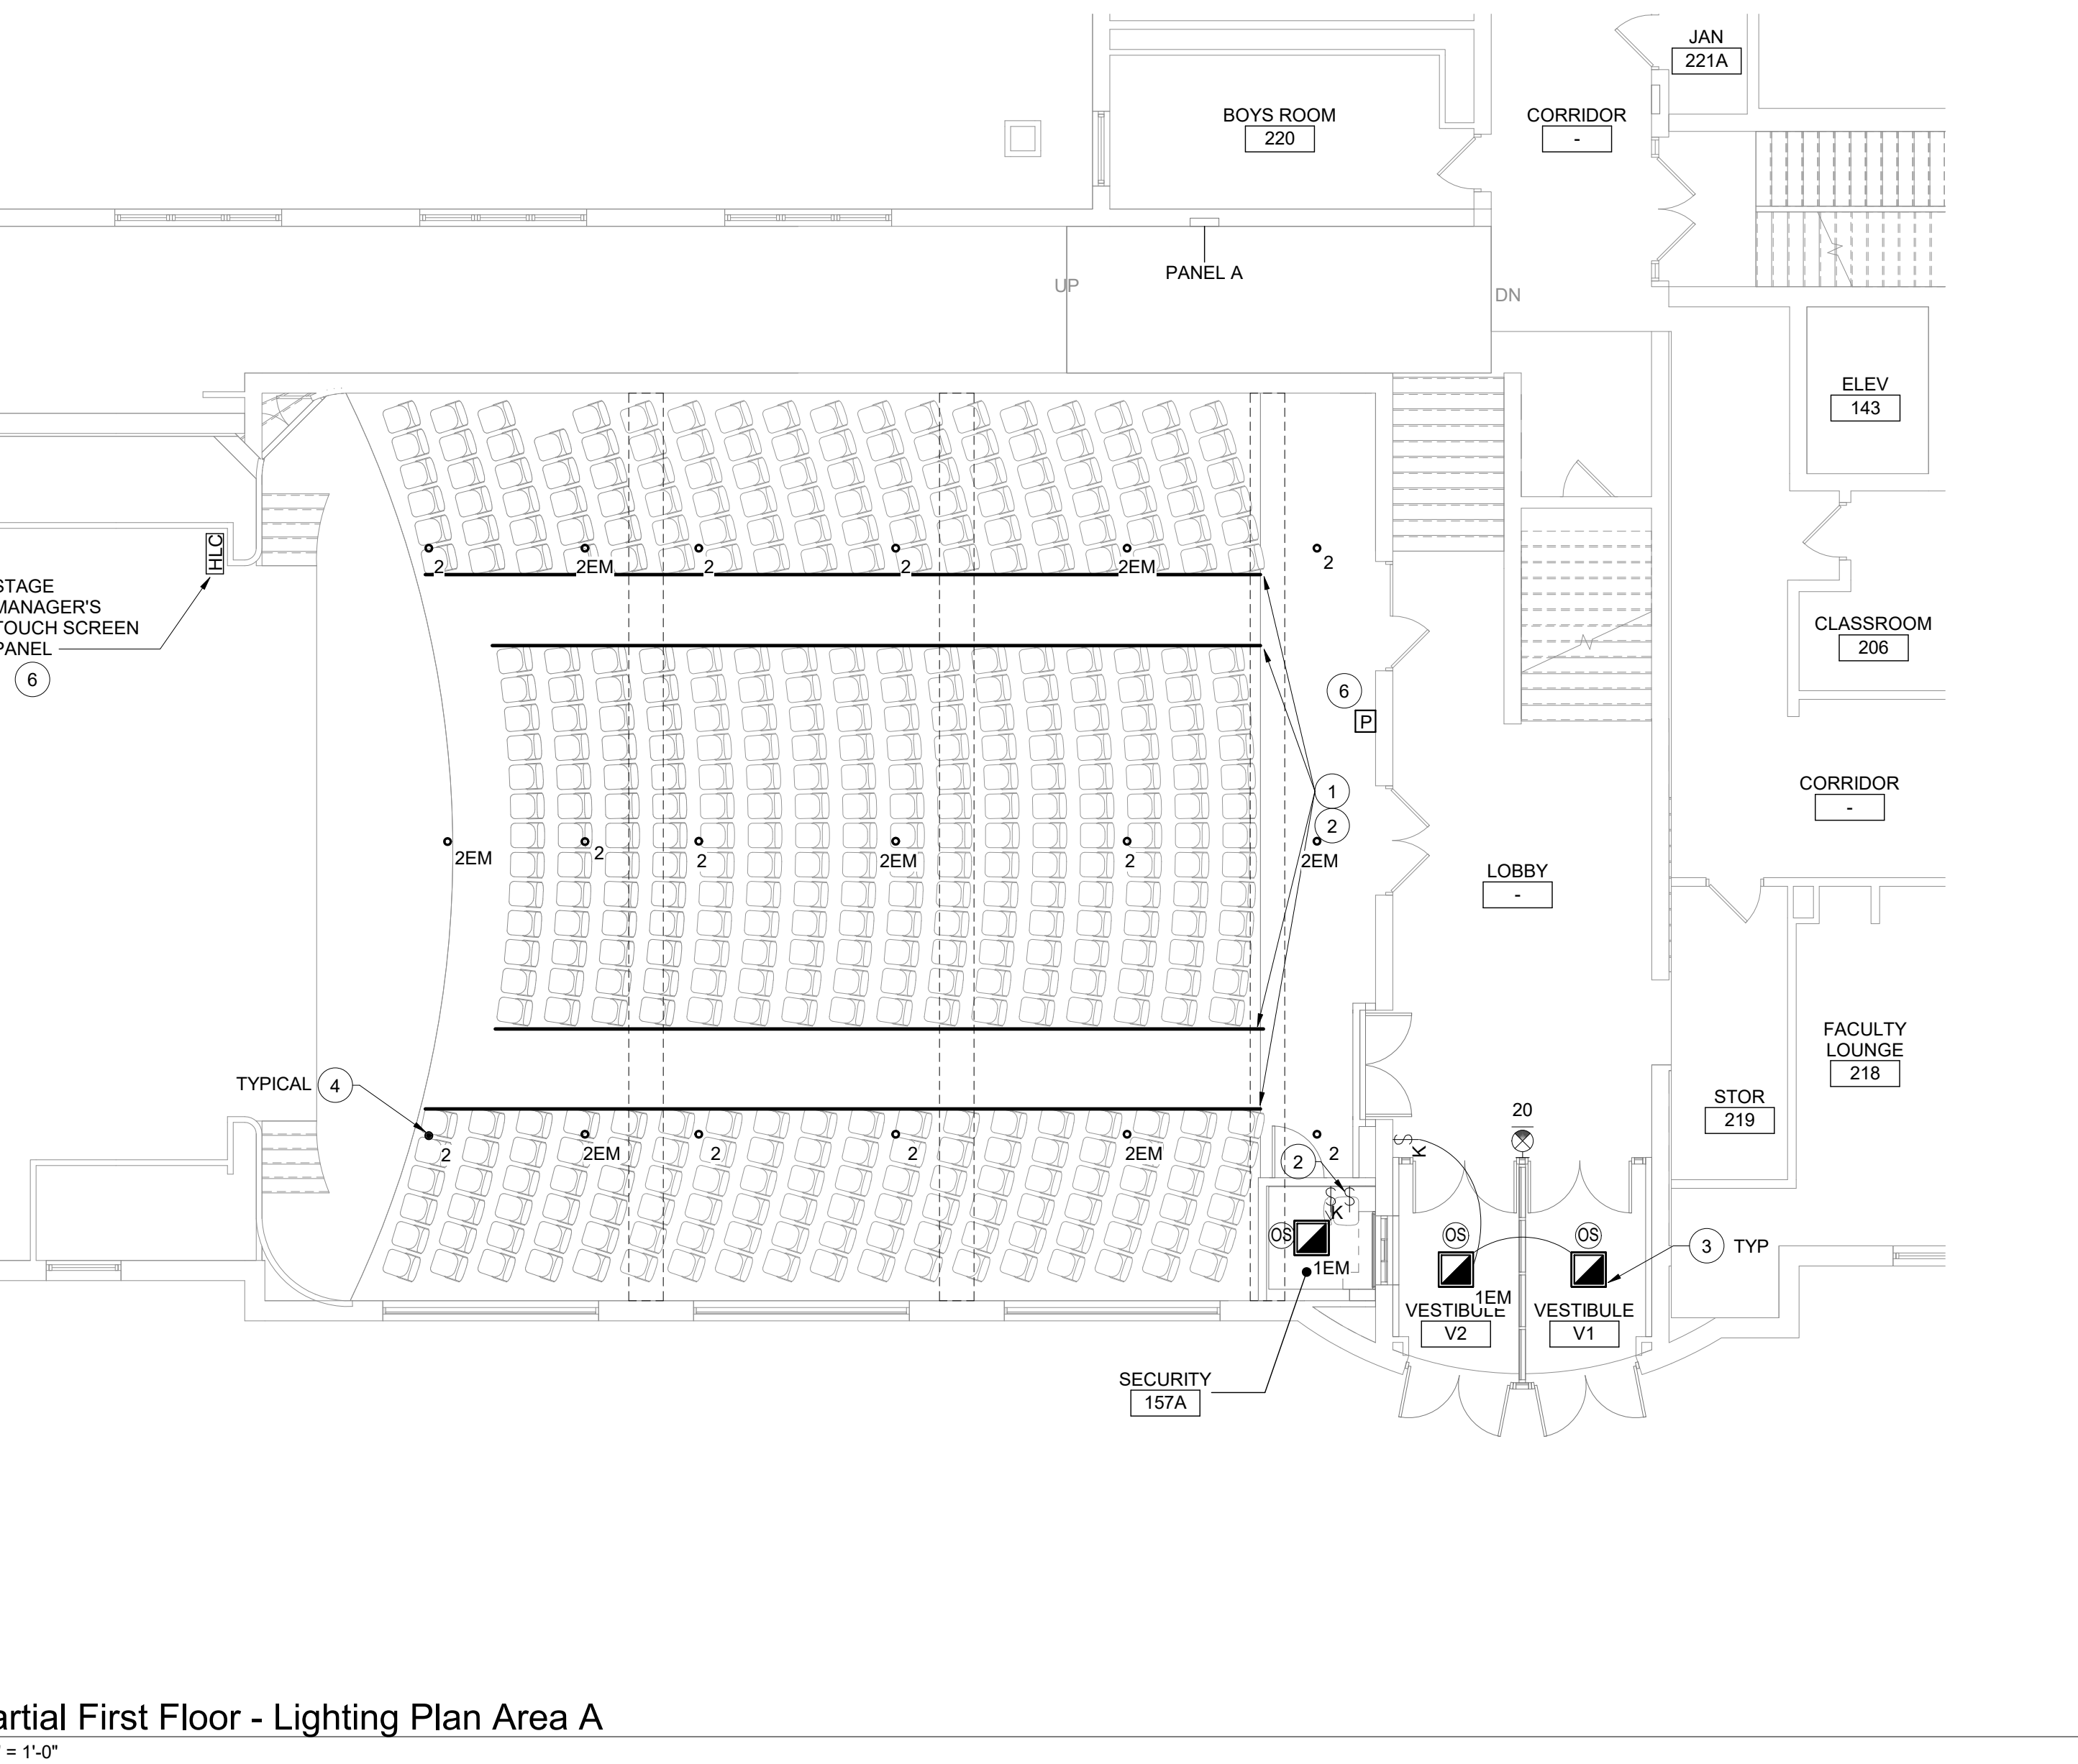 JAN
221A
BOYS ROOM
220
CORRIDOR
-
PANEL A
UP
DN
ELEV
143
HLC
2
2EM
2
2
2EM
2
STAGE
MANAGER'S
TOUCH SCREEN
PANEL
6
CLASSROOM
206
6
P
1
2
CORRIDOR
-
2EM
2
2
2EM
2
2EM
LOBBY
-
FACULTY
LOUNGE
218
TYPICAL 4
STOR
219
20
2
2EM
2
2
2EM
2
2
S
K
S S
K
OS
OS
OS
3 TYP
1EM
1EM
VESTIBULE
V2
VESTIBULE
V1
SECURITY
157A
artial First Floor - Lighting Plan Area A
" = 1'-0"